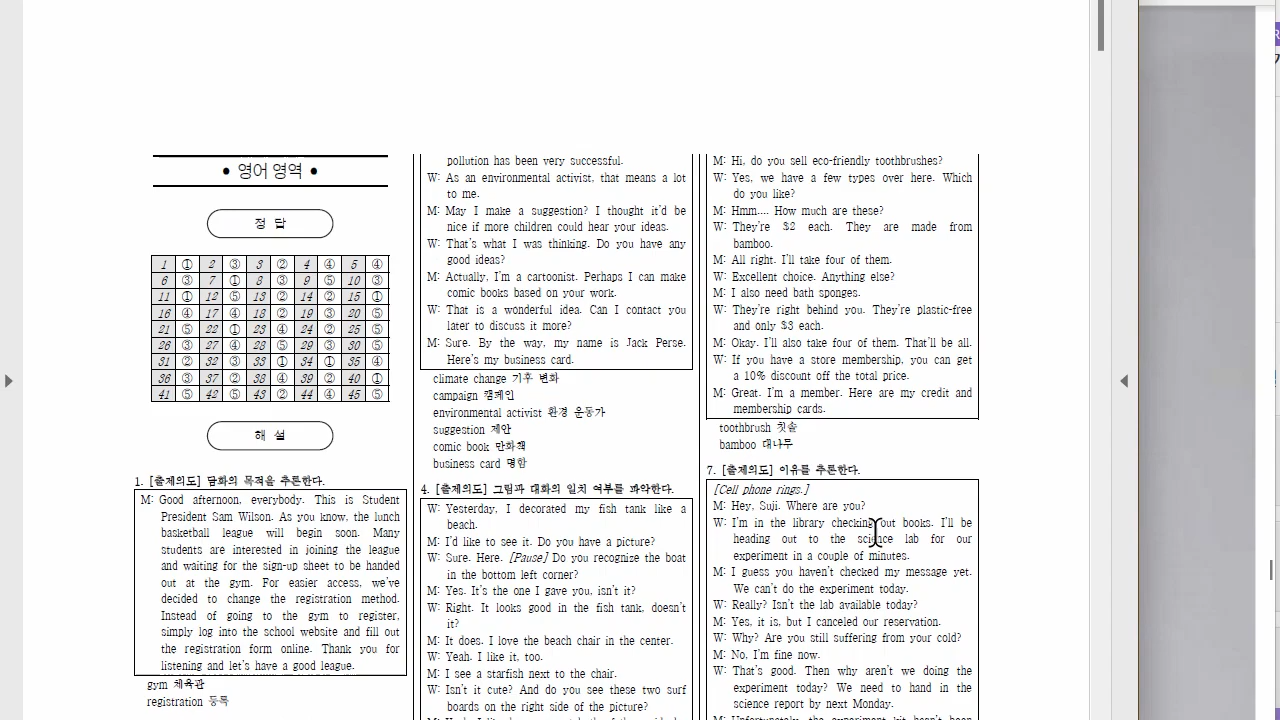 • 영어 영역 •
정 답
1 ① 2 ③ 3 ② 4 ④ 5 ④
6 ③ 7 ① 8 ③ 9 ⑤ 10 ③
11 ① 12 ⑤ 13 ② 14 ② 15 ①
16 ④ 17 ④ 18 ② 19 ③ 20 ⑤
21 ⑤ 22 ① 23 ④ 24 ② 25 ⑤
26 ③ 27 ④ 28 ⑤ 29 ③ 30 ⑤
31 ② 32 ③ 33 ① 34 ① 35 ④
36 ③ 37 ② 38 ④ 39 ② 40 ①
41 ⑤ 42 ⑤ 43 ② 44 ④ 45 ⑤
해 설
1. [출제의도] 담화의 목적을 추론한다.
M: Good afternoon, everybody. This is Student
President Sam Wilson. As you know, the lunch
basketball league will begin soon. Many
students are interested in joining the league
and waiting for the sign-up sheet to be handed
out at the gym. For easier access, we've
decided to change the registration method.
Instead of going to the gym to register,
simply log into the school website and fill out
the registration form online. Thank you for
listening and let's have a good league.
gym 체육관
registration 등록
pollution has been very successful.
W: As an environmental activist, that means a lot
to me.
M: May I make a suggestion? I thought it'd be
nice if more children could hear your ideas.
W: That's what I was thinking. Do you have any
good ideas?
M: Actually, I'm a cartoonist. Perhaps I can make
comic books based on your work.
W: That is a wonderful idea. Can I contact you
later to discuss it more?
M: Sure. By the way, my name is Jack Perse.
Here's my business card.
climate change 기후 변화
campaign 캠페인
environmental activist 환경 운동가
suggestion 제안
comic book 만화책
business card 명함
4. [출제의도] 그림과 대화의 일치 여부를 파악한다.
W: Yesterday, I decorated my fish tank like a
beach.
M: I'd like to see it. Do you have a picture?
W: Sure. Here. [Pause] Do you recognize the boat
in the bottom left corner?
M: Yes. It's the one I gave you, isn't it?
W: Right. It looks good in the fish tank, doesn't
it?
M: It does. I love the beach chair in the center.
W: Yeah. I like it, too.
M: I see a starfish next to the chair.
W: Isn't it cute? And do you see these two surf
boards on the right side of the picture?
M: Hi, do you sell eco-friendly toothbrushes?
W: Yes, we have a few types over here. Which
do you like?
M: Hmm.... How much are these?
W: They're $2 each. They are made from
bamboo.
M: All right. I'll take four of them.
W: Excellent choice. Anything else?
M: I also need bath sponges.
W: They're right behind you. They're plastic-free
and only $3 each.
M: Okay. I'll also take four of them. That'll be all.
W: If you have a store membership, you can get
a 10% discount off the total price.
M: Great. I'm a member. Here are my credit and
membership cards.
toothbrush 칫솔
bamboo 대나무
7. [출제의도] 이유를 추론한다.
[Cell phone rings.]
M: Hey, Suji. Where are you?
W: I'm in the library checking out books. I'll be
heading out to the science lab for our
experiment in a couple of minutes.
M: I guess you haven't checked my message yet.
We can't do the experiment today.
W: Really? Isn't the lab available today?
M: Yes, it is, but I canceled our reservation.
W: Why? Are you still suffering from your cold?
M: No, I'm fine now.
W: That's good. Then why aren't we doing the
experiment today? We need to hand in the
science report by next Monday.